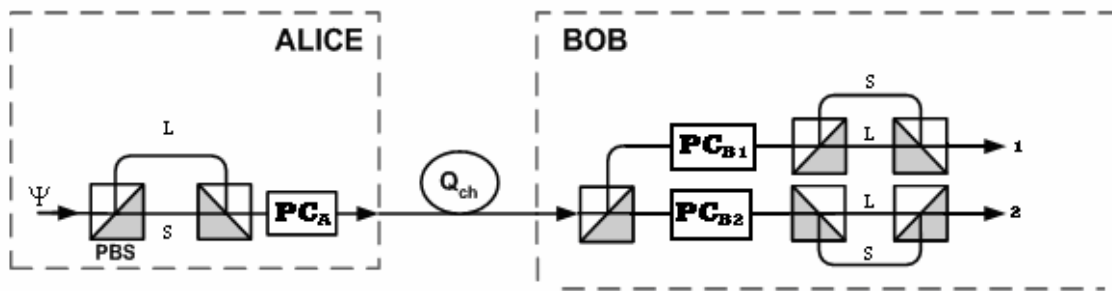 ALICE
BOB
L
Ψ
S
PBS
PC_A
Q_ch
S
L
PC_B1
1
PC_B2
L
2
S